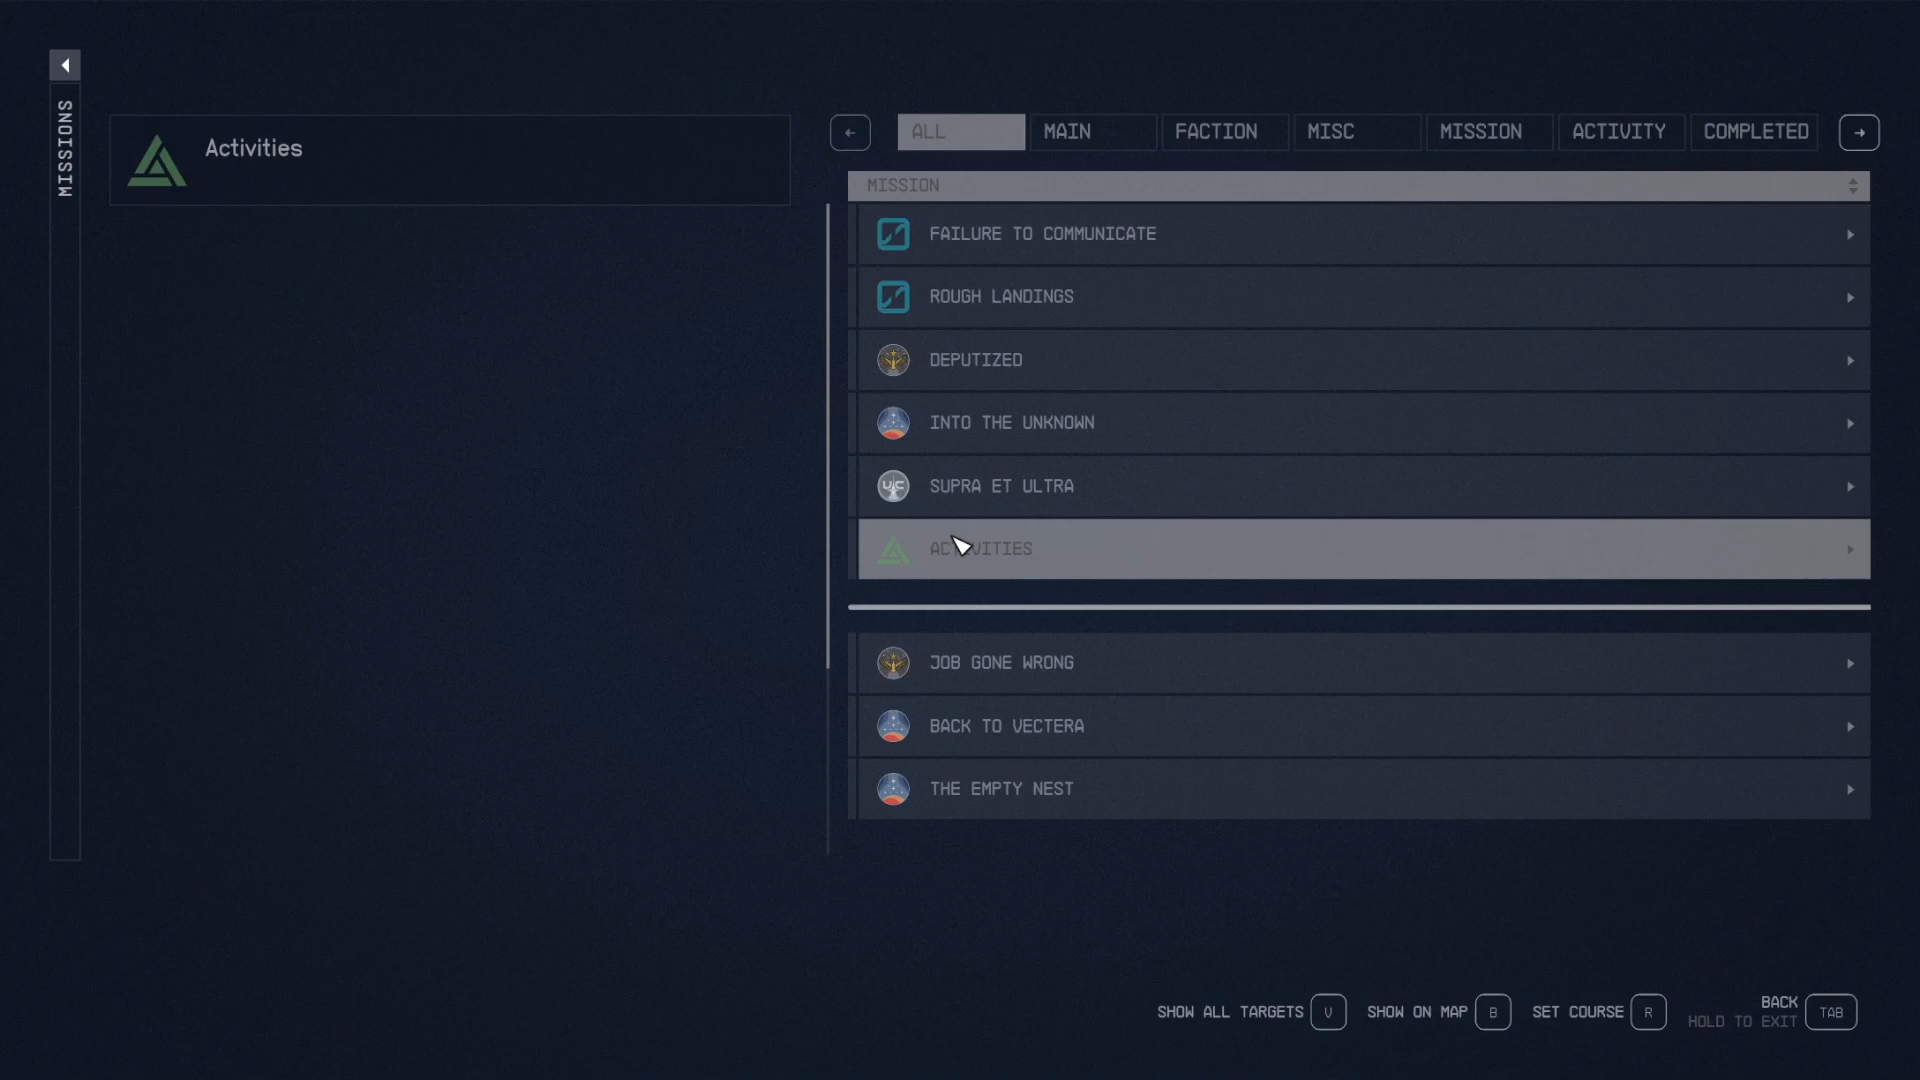 MISSIONS
Activities
ALL
MAIN
FACTION
MISC
MISSION
ACTIVITY
COMPLETED
MISSION
FAILURE TO COMMUNICATE
ROUGH LANDINGS
DEPUTIZED
INTO THE UNKNOWN
UC
SUPRA ET ULTRA
ACTIVITIES
JOB GONE WRONG
BACK TO VECTERA
THE EMPTY NEST
SHOW ALL TARGETS V
SHOW ON MAP B
SET COURSE R
BACK TAB
HOLD TO EXIT